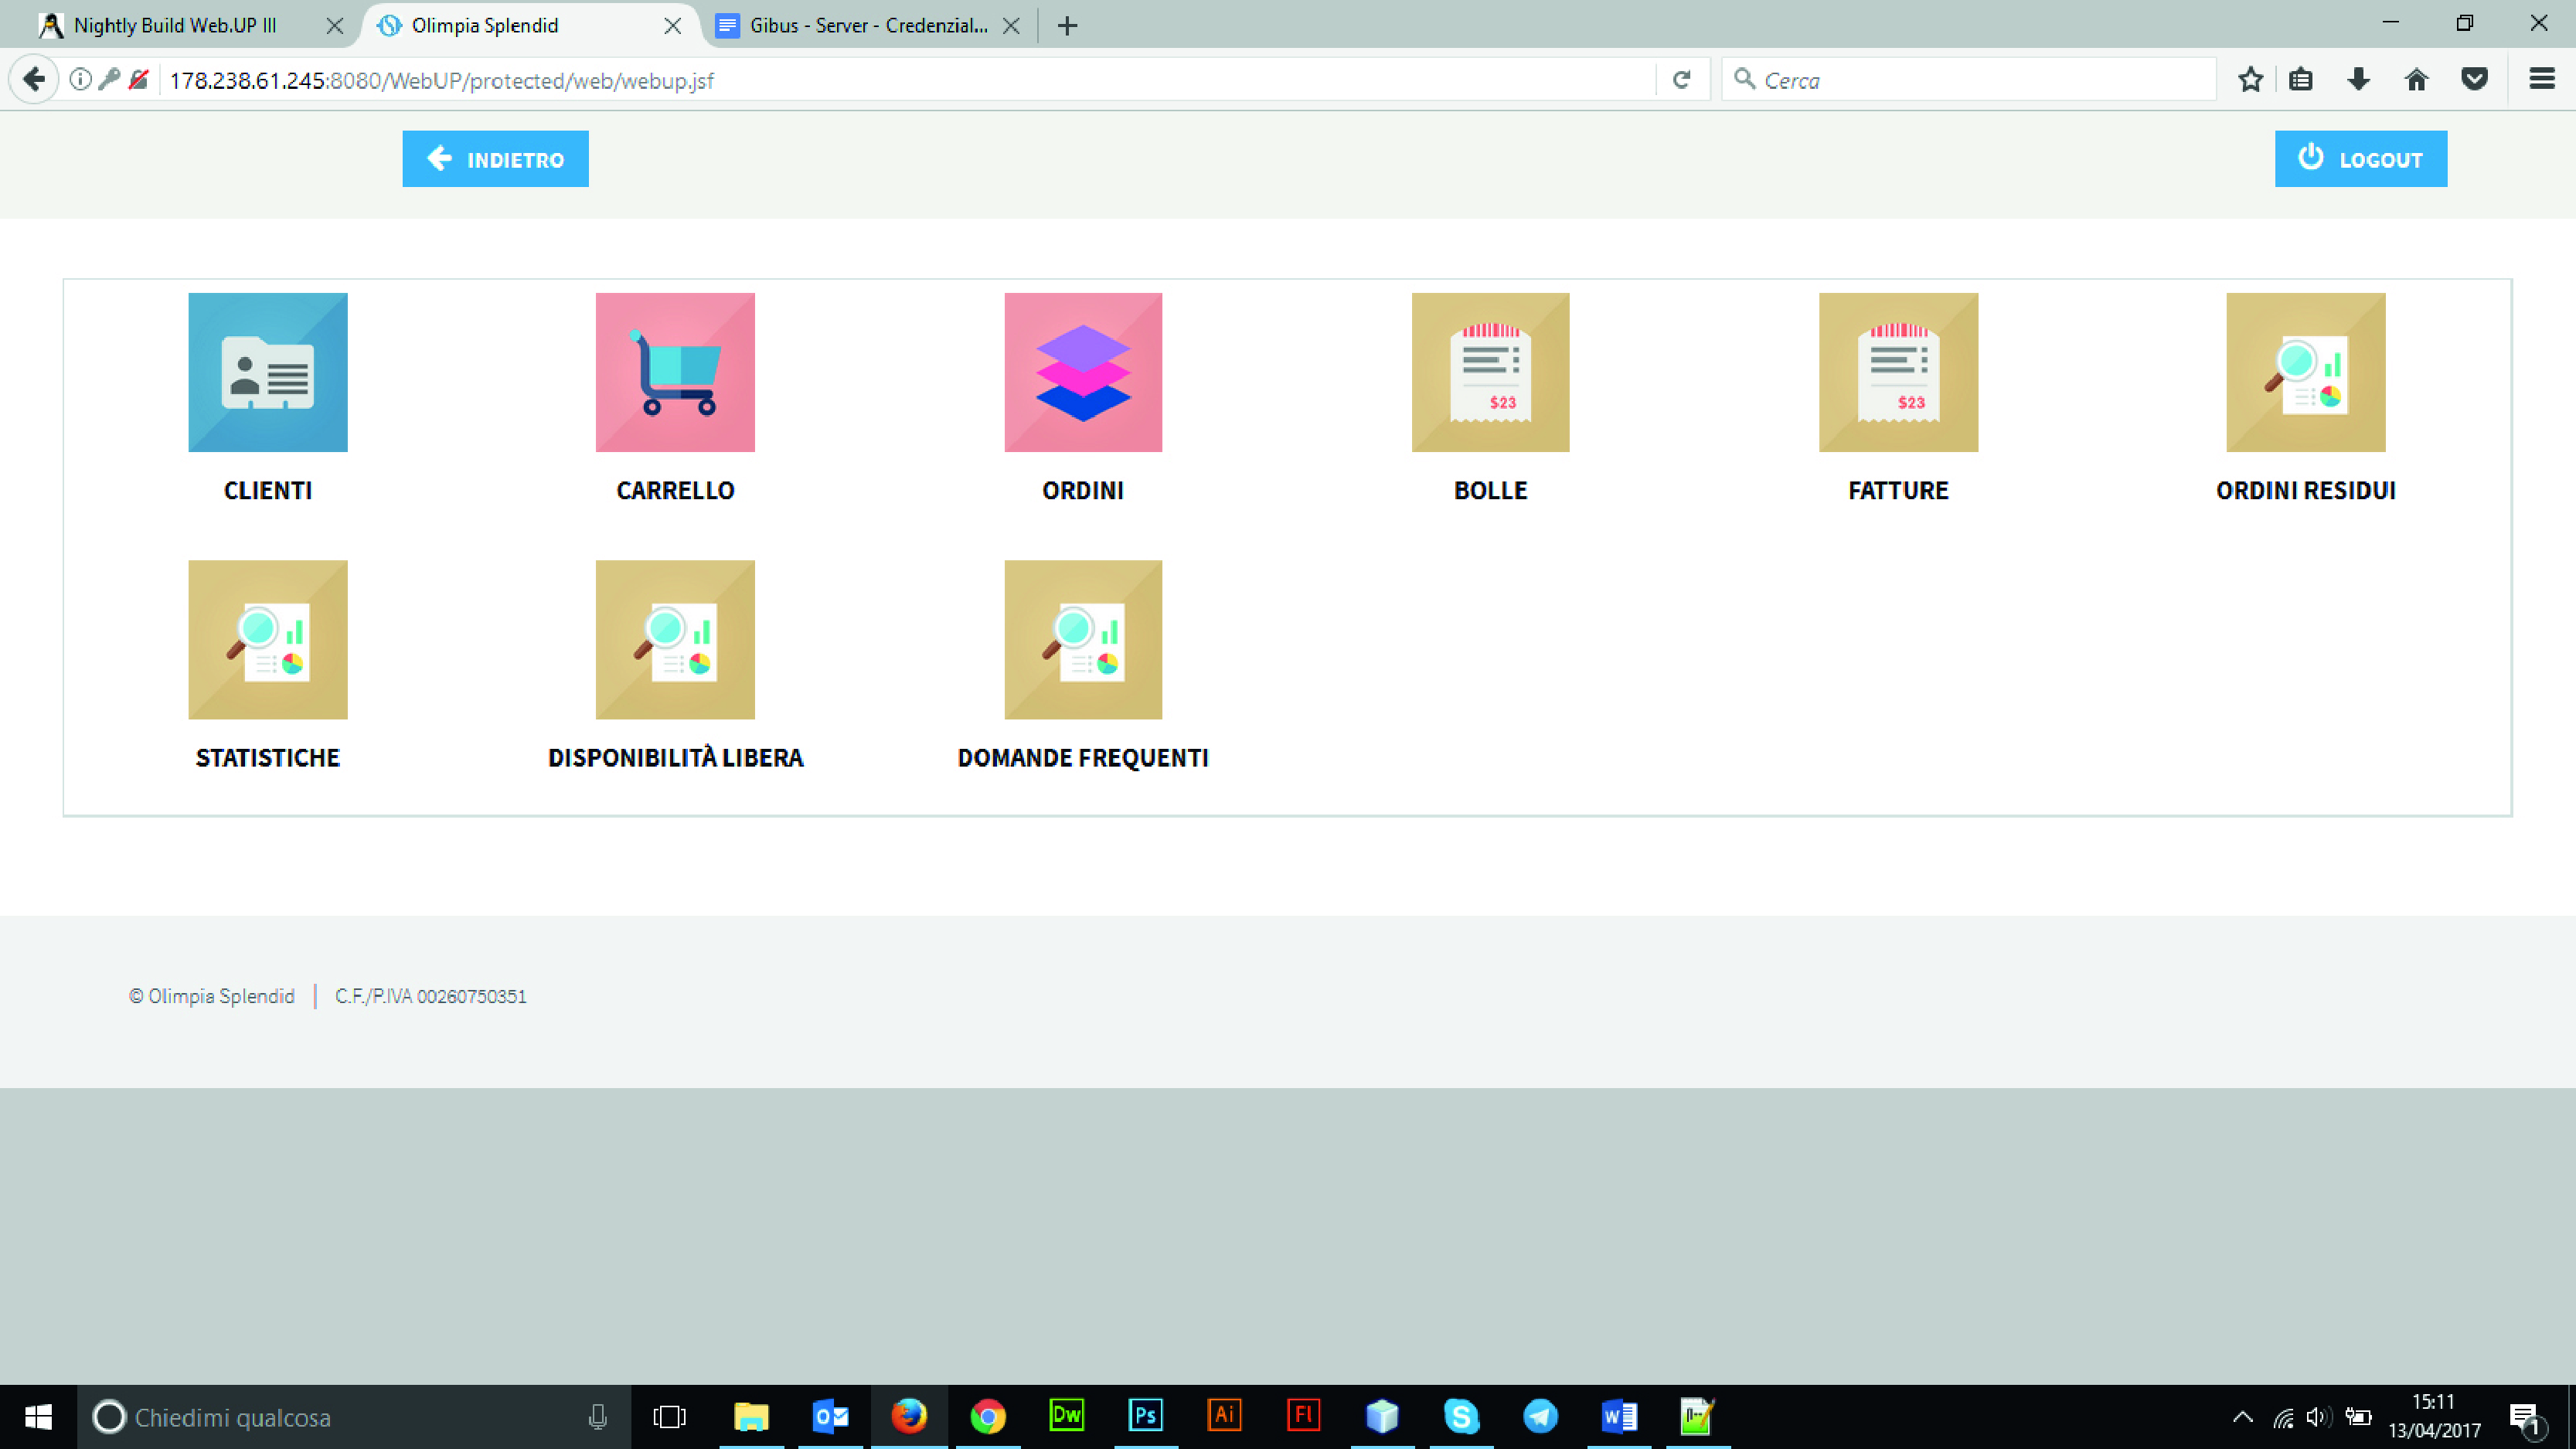 Nightly Build Web.UP III
Olimpia Splendid
Gibus - Server - Credenzial...
178.238.61.245:8080/WebUP/protected/web/webup.jsf
Cerca
INDIETRO
LOGOUT
CLIENTI
CARRELLO
ORDINI
$23
BOLLE
$23
FATTURE
ORDINI RESIDUI
STATISTICHE
DISPONIBILITÀ LIBERA
DOMANDE FREQUENTI
© Olimpia Splendid | C.F./P.IVA 00260750351
Chiedimi qualcosa
Dw
Ps
Ai
Fl
15:11
13/04/2017
1